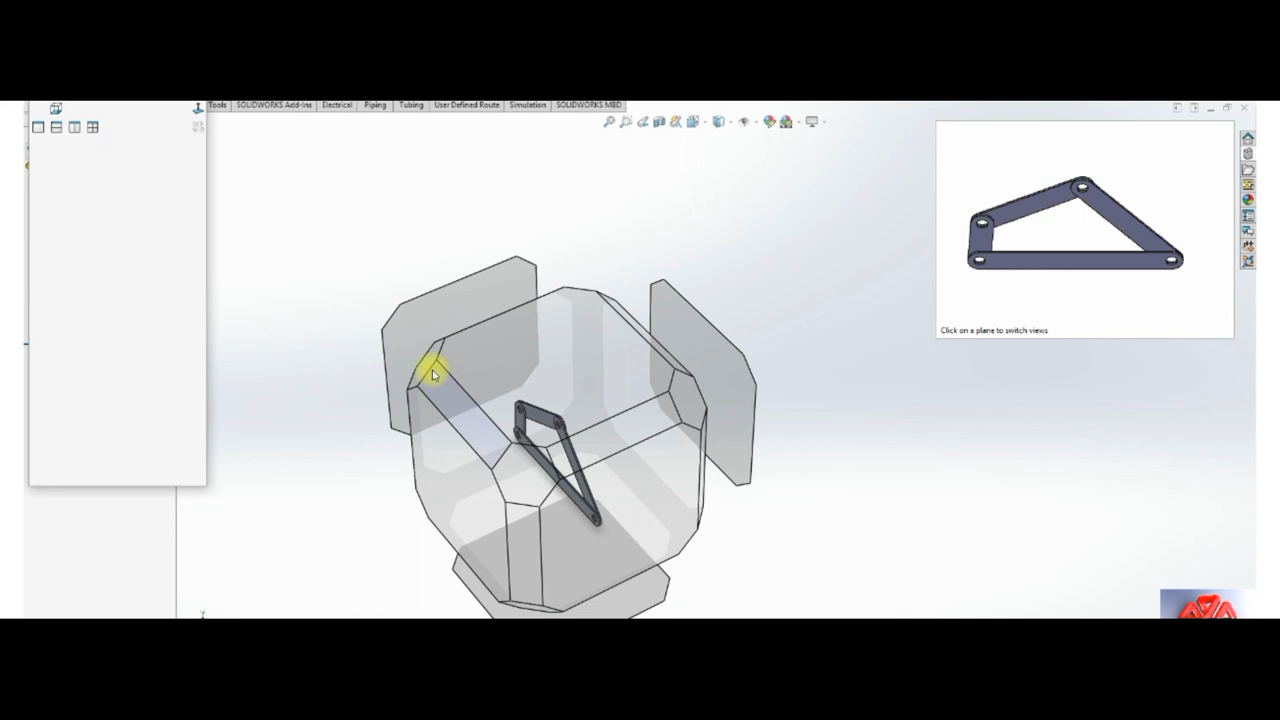 Tools SOLIDWORKS Add-Ins Electrical Piping Tubing User Defined Route Simulation SOLIDWORKS MBD
Click on a plane to switch views
Y